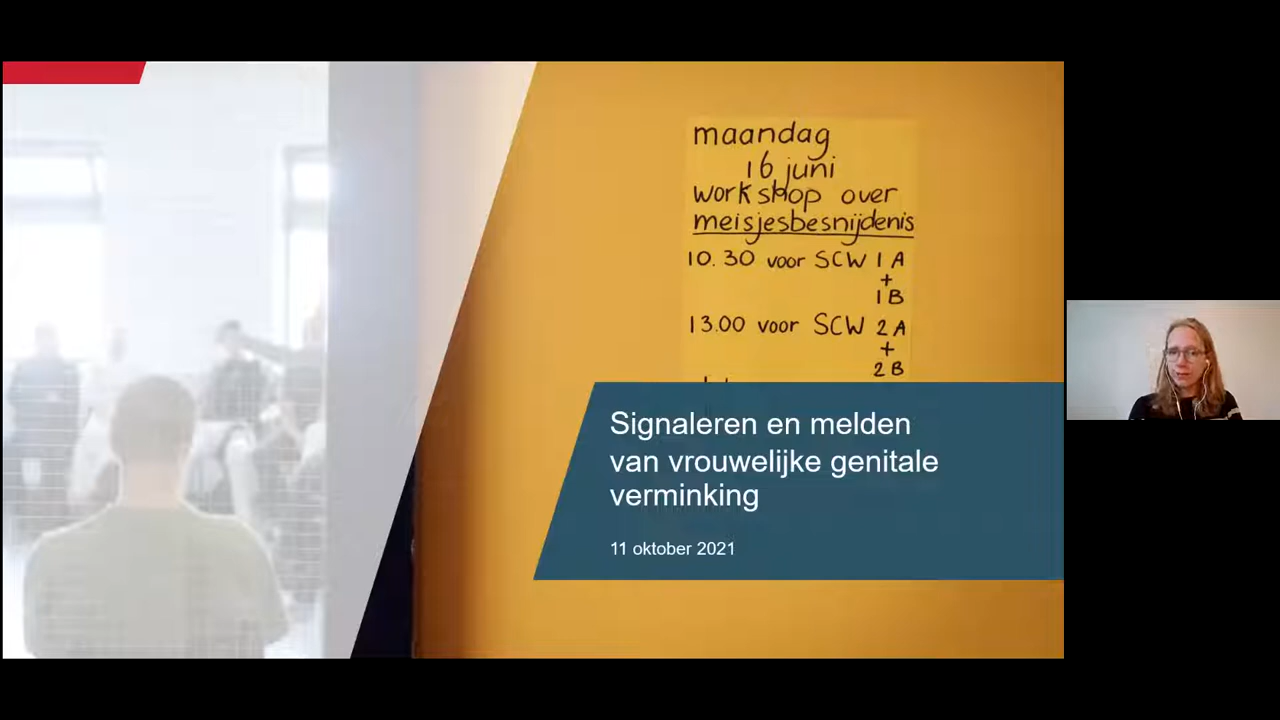 maandag
16 juni
workshop over
meisjesbesnijdenis
10.30 voor SCW 1A
+
1B
13.00 voor SCW 2A
+
2B
Signaleren en melden
van vrouwelijke genitale
verminking
11 oktober 2021